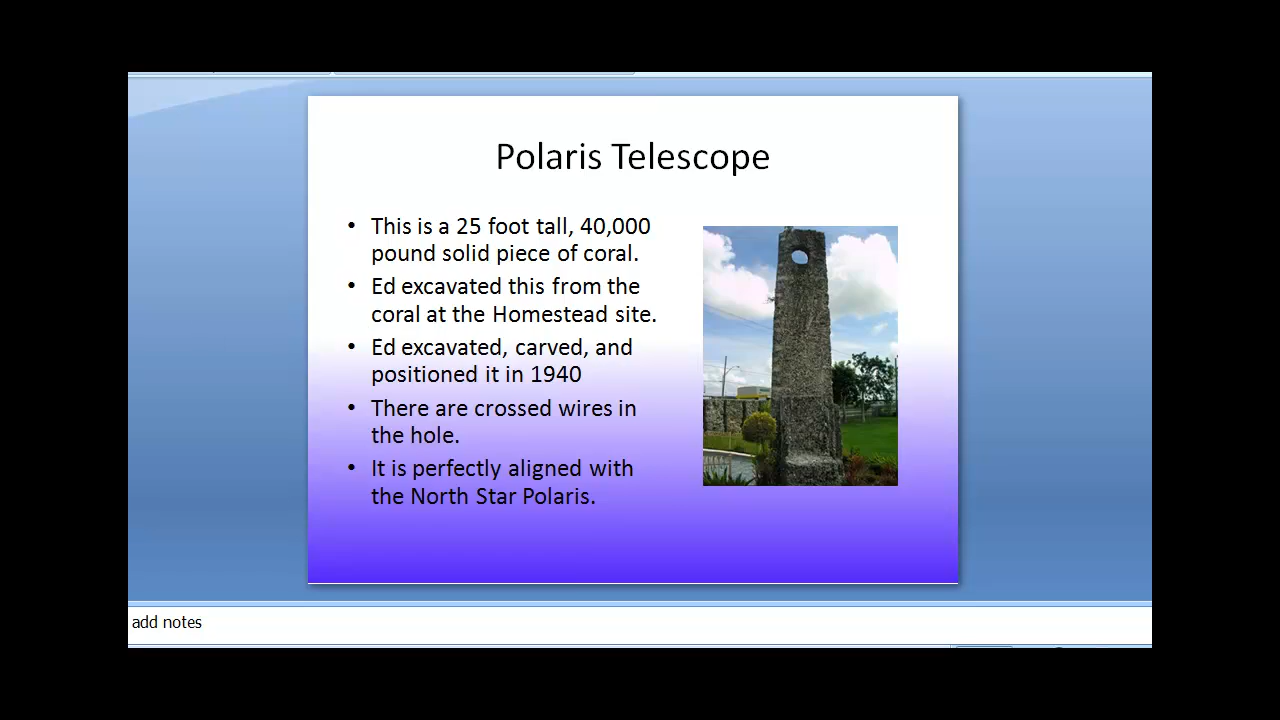 Polaris Telescope
• This is a 25 foot tall, 40,000
pound solid piece of coral.
• Ed excavated this from the
coral at the Homestead site.
• Ed excavated, carved, and
positioned it in 1940
• There are crossed wires in
the hole.
• It is perfectly aligned with
the North Star Polaris.
add notes